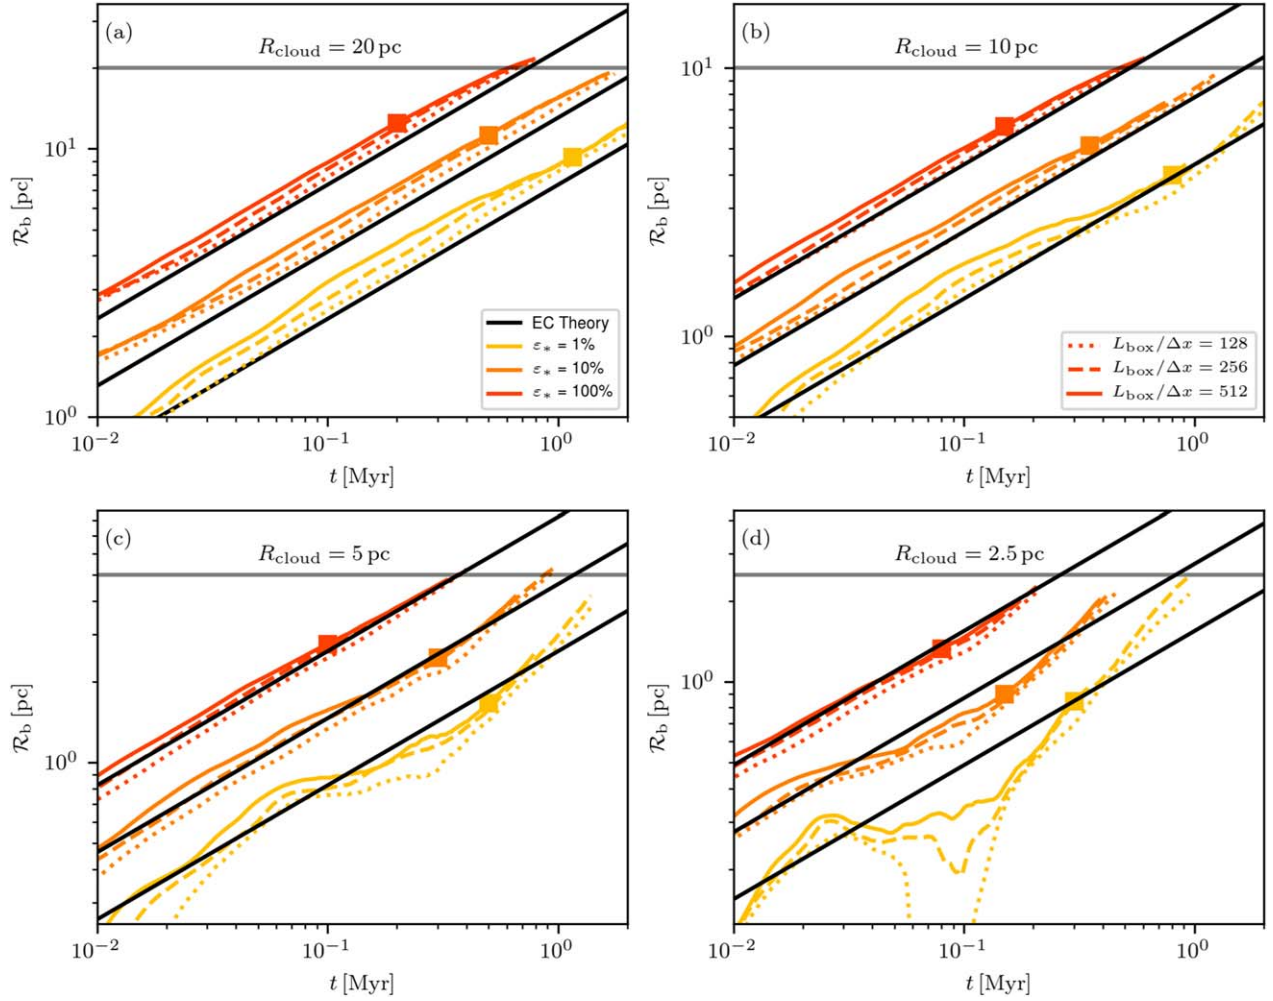 (a)
R_cloud = 20 pc
10^1
10^0
R_b [pc]
EC Theory
ε_* = 1%
ε_* = 10%
ε_* = 100%
10^-2
10^-1
10^0
t [Myr]
(b)
R_cloud = 10 pc
10^1
10^0
R_b [pc]
L_box/Δx = 128
L_box/Δx = 256
L_box/Δx = 512
10^-2
10^-1
10^0
t [Myr]
(c)
R_cloud = 5 pc
10^0
R_b [pc]
10^-2
10^-1
10^0
t [Myr]
(d)
R_cloud = 2.5 pc
10^0
R_b [pc]
10^-2
10^-1
10^0
t [Myr]